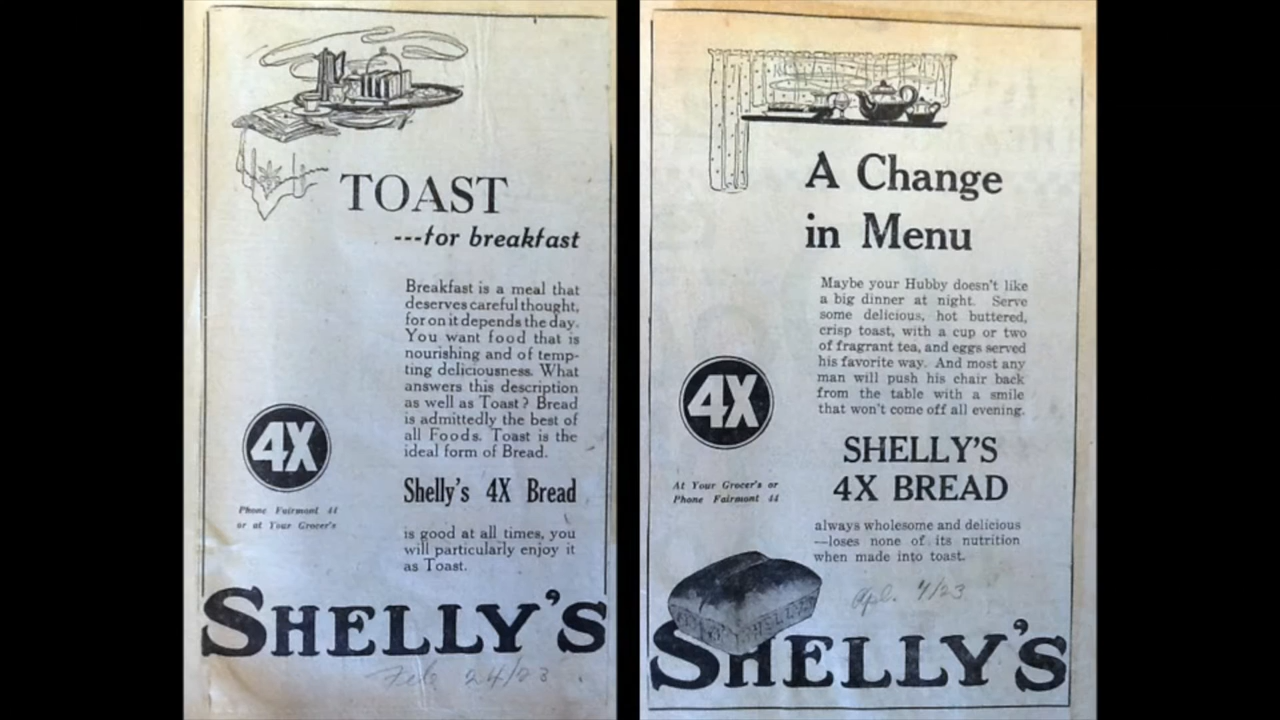 TOAST
---for breakfast
Breakfast is a meal that
deserves careful thought,
for on it depends the day.
You want food that is
nourishing and of temp-
ting deliciousness. What
answers this description
as well as Toast? Bread
is admittedly the best of
all Foods. Toast is the
ideal form of Bread.
4X
Phone Fairmont 44
or at Your Grocer's
Shelly's 4X Bread
is good at all times, you
will particularly enjoy it
as Toast.
SHELLY'S
Feb 24/23
A Change
in Menu
Maybe your Hubby doesn't like
a big dinner at night. Serve
some delicious, hot buttered,
crisp toast, with a cup or two
of fragrant tea, and eggs served
his favorite way. And most any
man will push his chair back
from the table with a smile
that won't come off all evening.
4X
At Your Grocer's or
Phone Fairmont 44
SHELLY'S
4X BREAD
always wholesome and delicious
—loses none of its nutrition
when made into toast.
Apl. 4/23
SHELLY'S